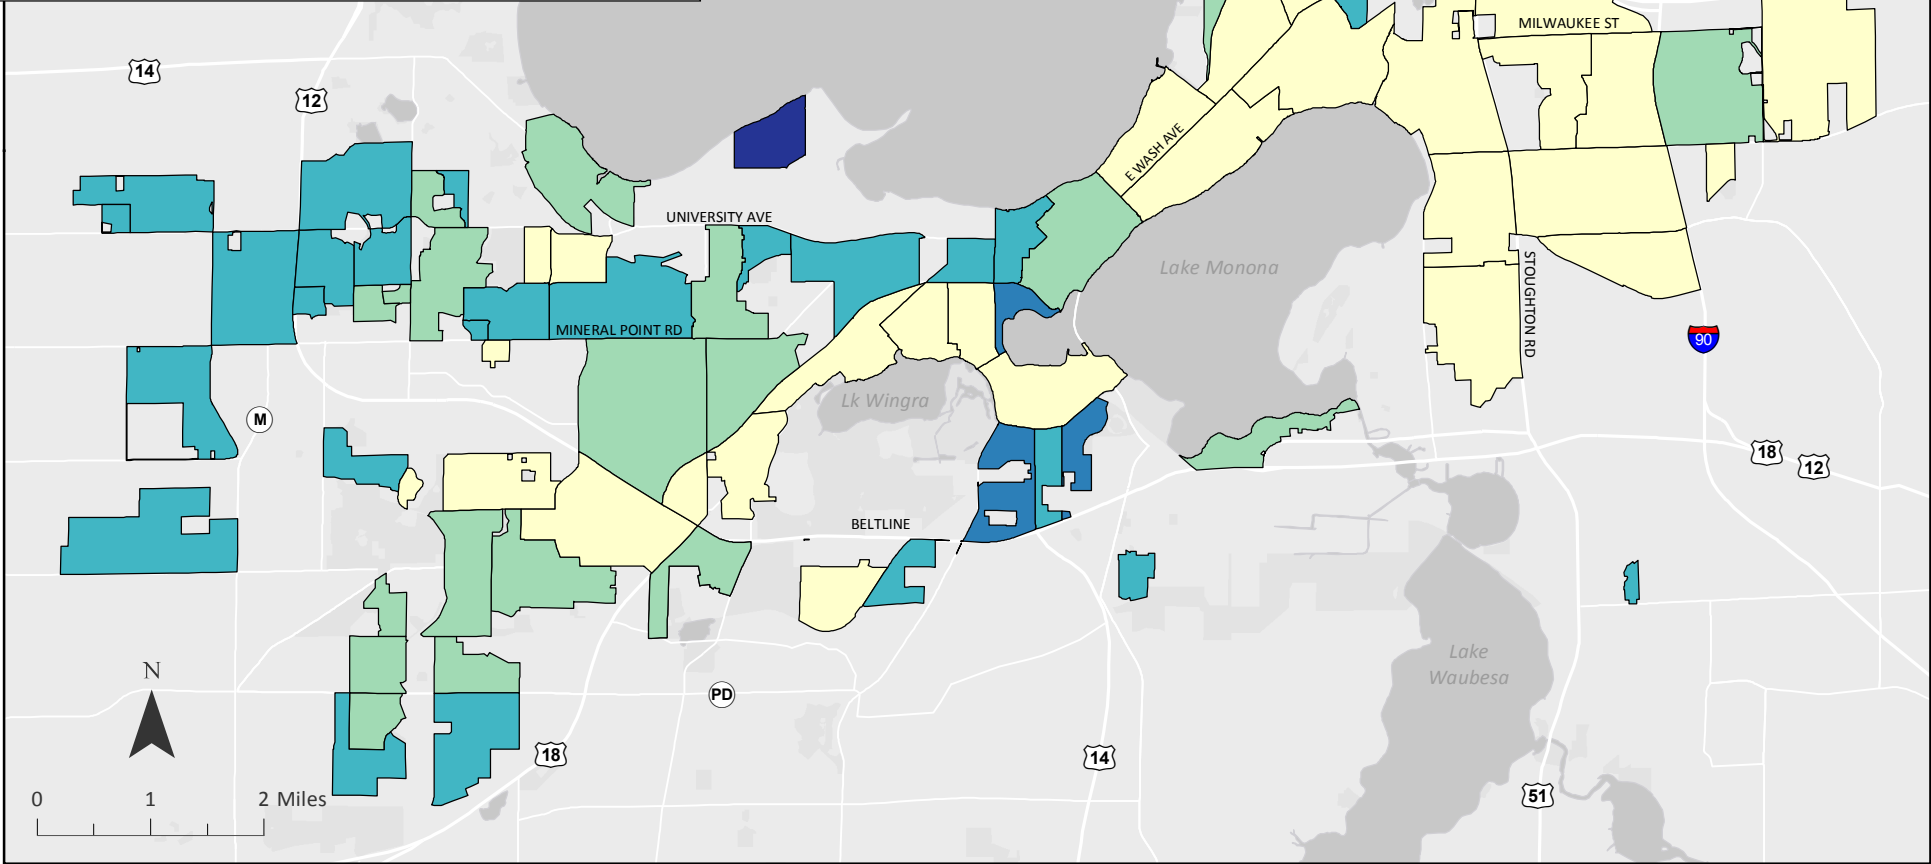 MILWAUKEE ST
14
12
E WASH AVE
UNIVERSITY AVE
Lake Monona
STOUGHTON RD
MINERAL POINT RD
90
Lk Wingra
M
18
12
BELTLINE
Lake
Waubesa
N
PD
18
14
51
0 1 2 Miles